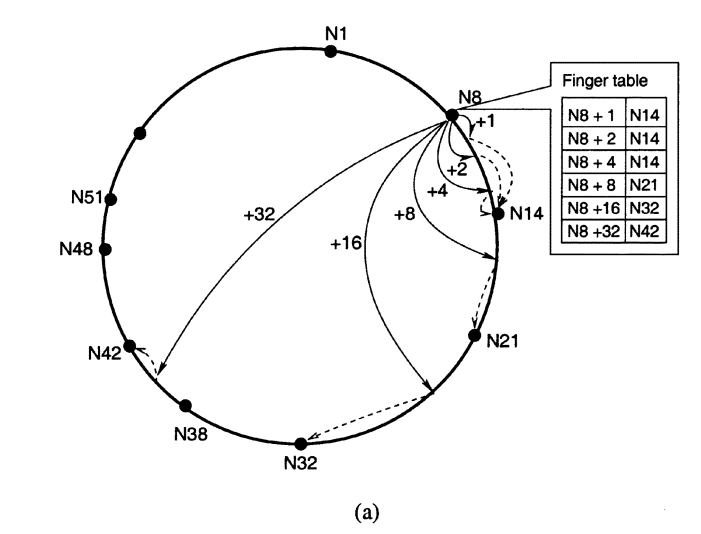 N1
N8
Finger table
+1
N8 + 1 N14
N8 + 2 N14
+2
N8 + 4 N14
+4
N8 + 8 N21
N51
+32
+8
N14
N8 +16 N32
N48
+16
N8 +32 N42
N42
N21
N38
N32
(a)